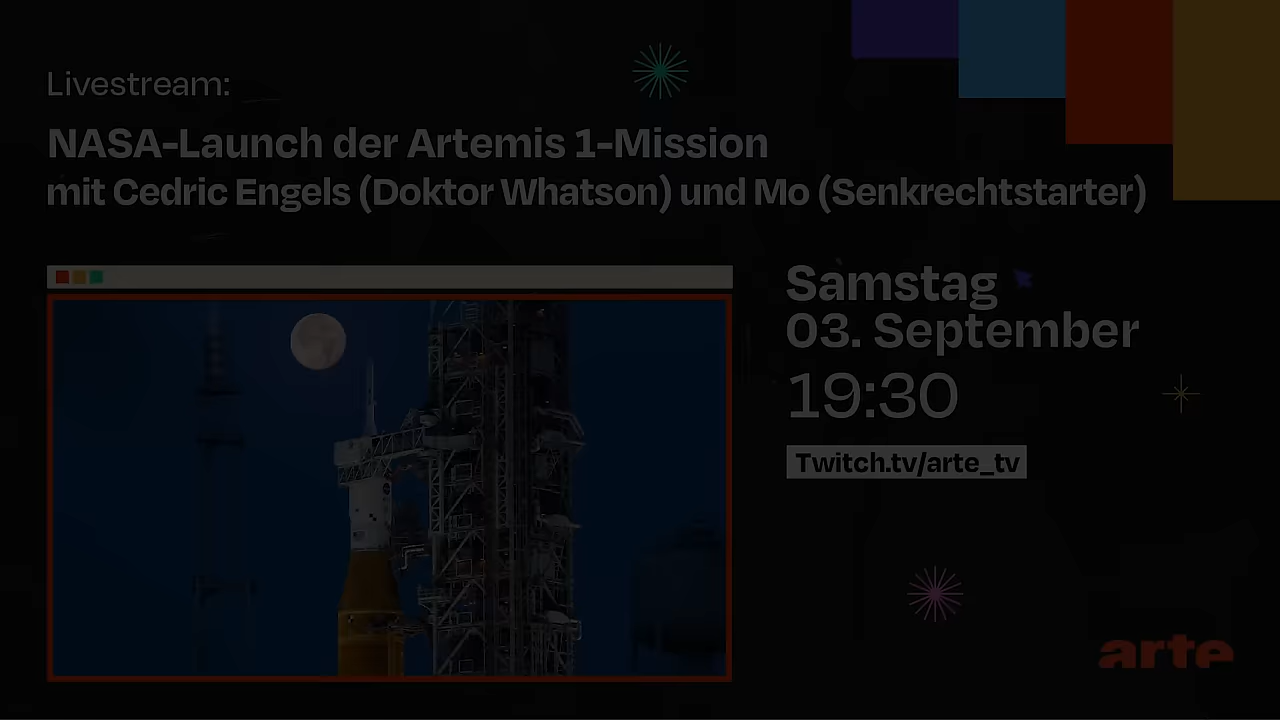 Livestream:
NASA-Launch der Artemis 1-Mission
mit Cedric Engels (Doktor Whatson) und Mo (Senkrechtstarter)
Samstag
03. September
19:30
Twitch.tv/arte_tv
arte